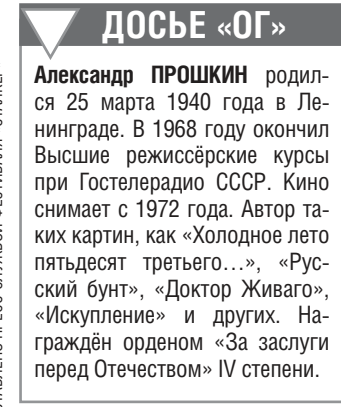 ДОСЬЕ «ОГ»
Александр ПРОШКИН родил-
ся 25 марта 1940 года в Ле-
нинграде. В 1968 году окончил
Высшие режиссёрские курсы
при Гостелерадио СССР. Кино
снимает с 1972 года. Автор та-
ких картин, как «Холодное лето
пятьдесят третьего…», «Рус-
ский бунт», «Доктор Живаго»,
«Искупление» и других. На-
граждён орденом «За заслуги
перед Отечеством» IV степени.